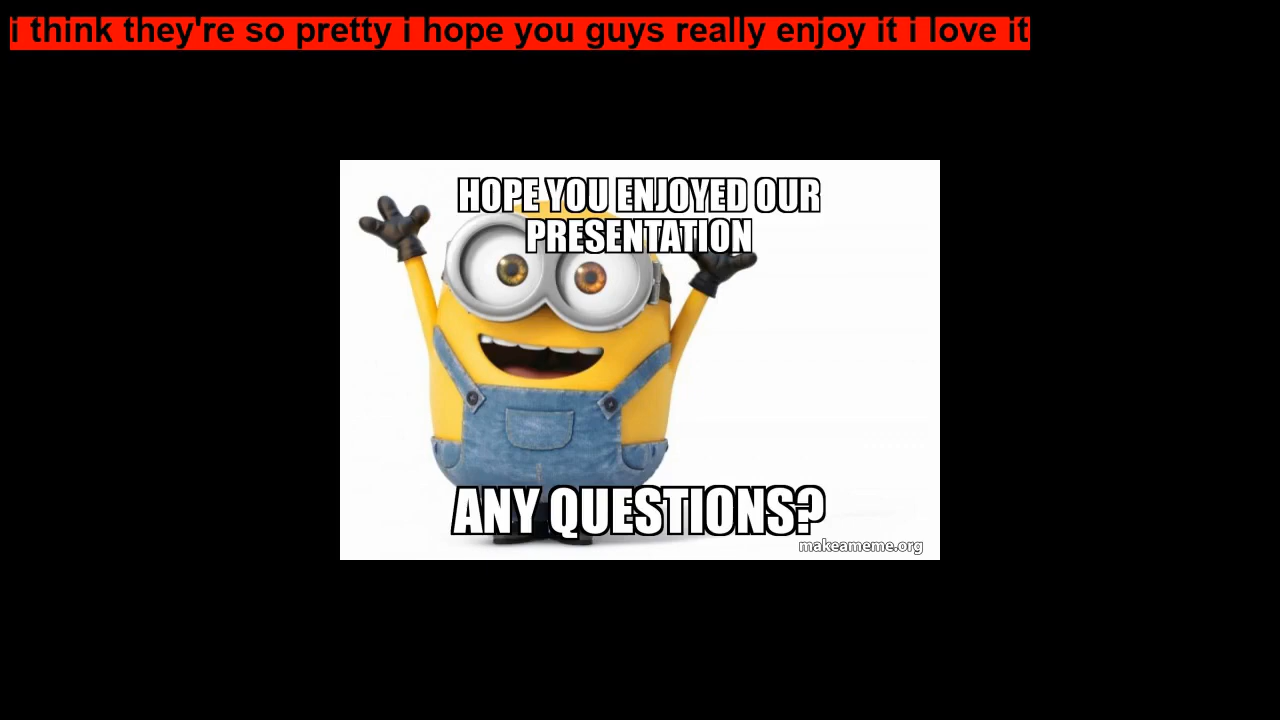 i think they're so pretty i hope you guys really enjoy it i love it
HOPE YOU ENJOYED OUR
PRESENTATION
ANY QUESTIONS?
makeameme.org